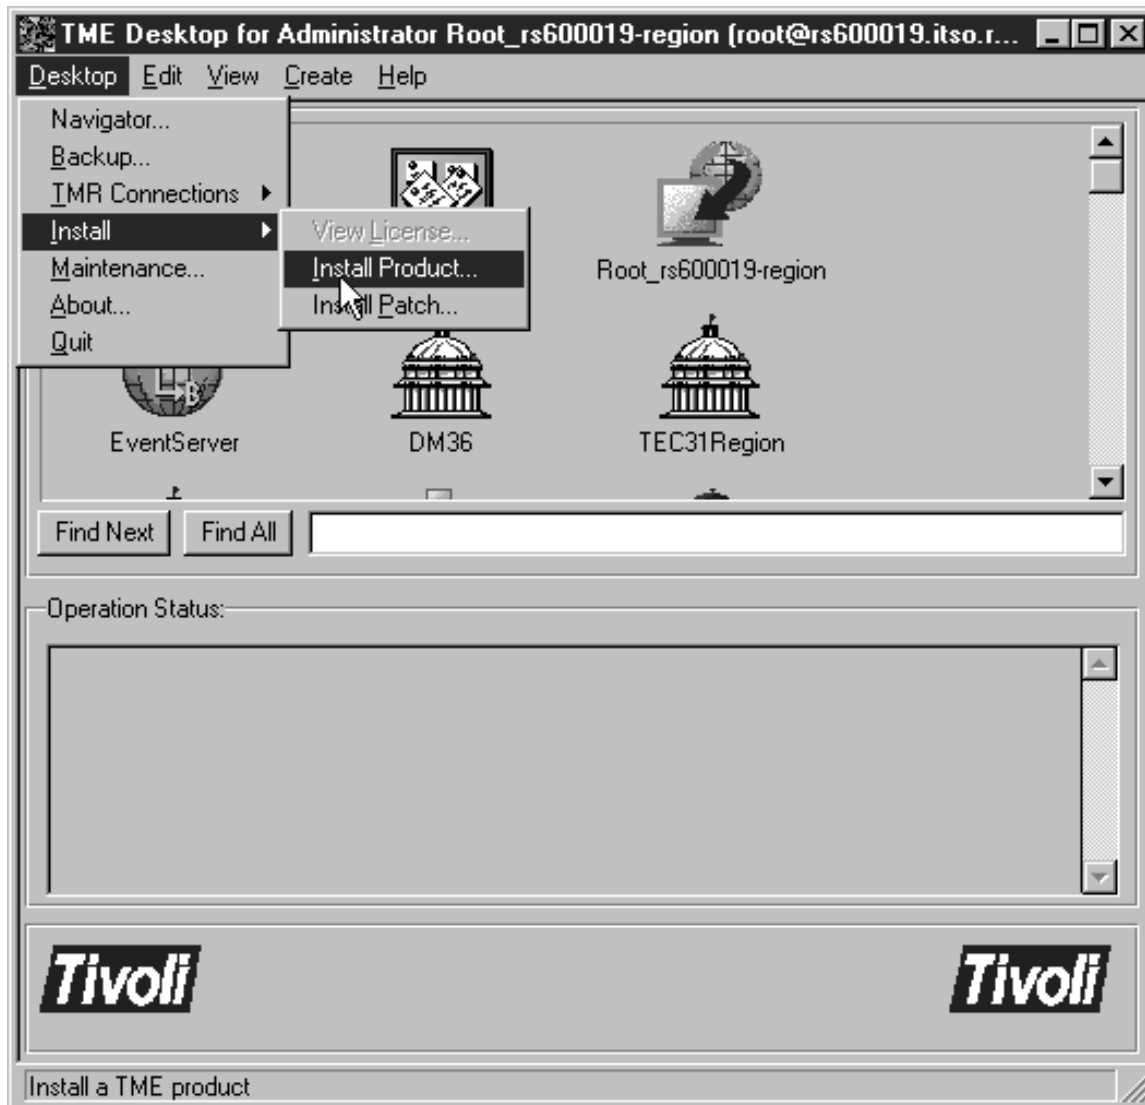 TME Desktop for Administrator Root_rs600019-region (root@rs600019.itso.r...
Desktop Edit View Create Help
Navigator...
Backup...
TMR Connections
Install
Maintenance...
About...
Quit
View License...
Install Product...
Install Patch...
Root_rs600019-region
EventServer
DM36
TEC31Region
Find Next
Find All
Operation Status:
Tivoli
Tivoli
Install a TME product